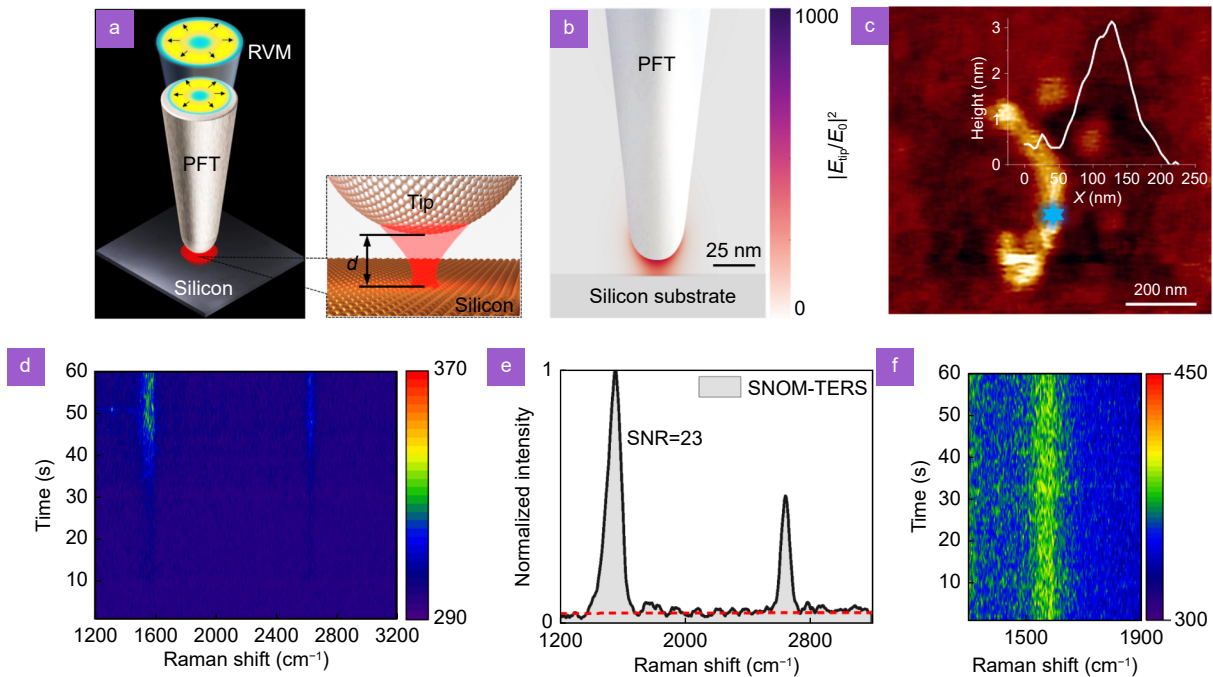 a
RVM
PFT
Silicon
Tip
d
Silicon
b
PFT
25 nm
Silicon substrate
1000
0
|E_tip/E_0|²
c
Height (nm)
3
2
1
0
0 50 100 150 200 250
X (nm)
200 nm
d
Time (s)
60
50
40
30
20
10
1200 1600 2000 2400 2800 3200
Raman shift (cm⁻¹)
370
290
e
Normalized intensity
1
0
SNOM-TERS
SNR=23
1200 2000 2800
Raman shift (cm⁻¹)
f
Time (s)
60
50
40
30
20
10
1500 1900
Raman shift (cm⁻¹)
450
300